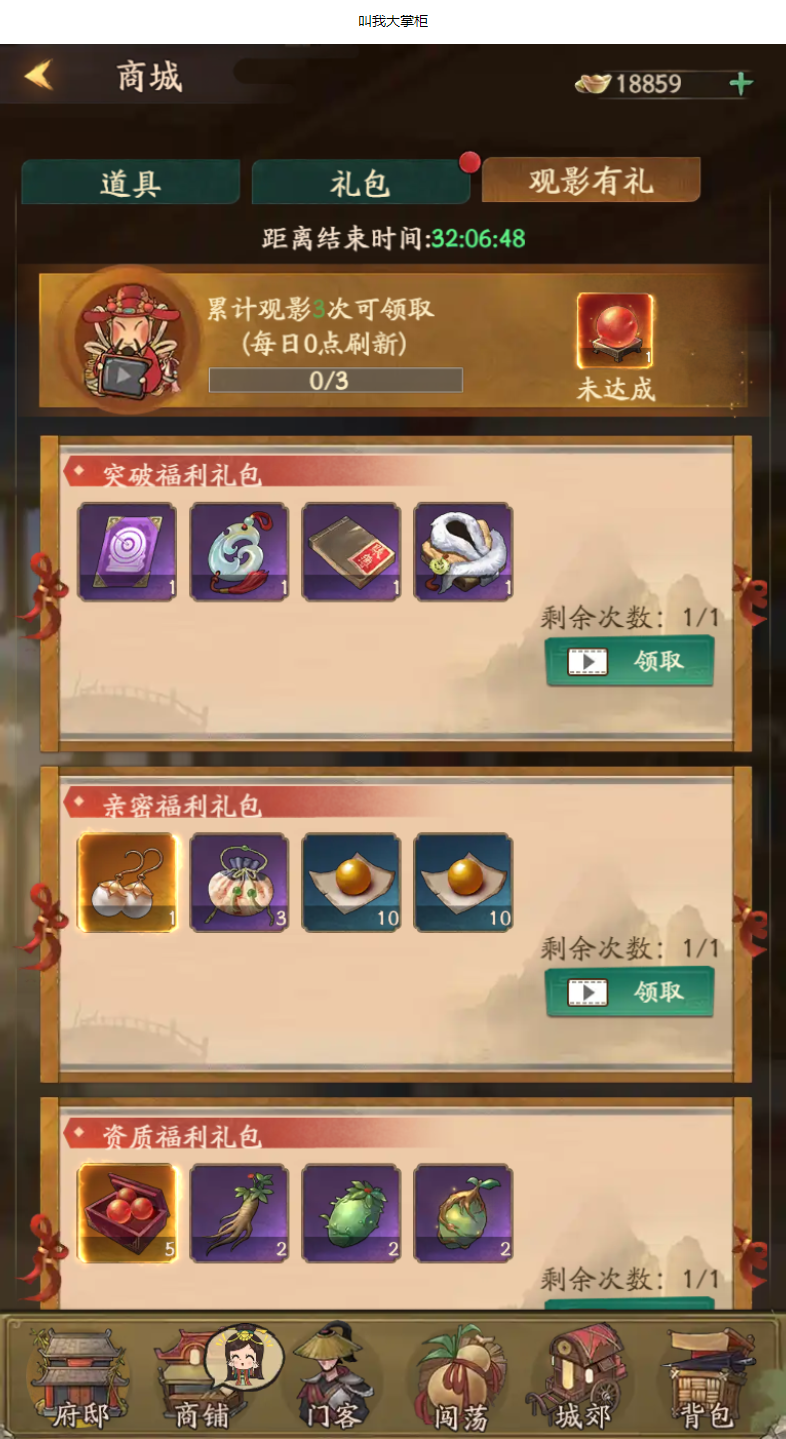 叫我大掌柜
商城
18859
道具
礼包
观影有礼
距离结束时间:32:06:48
累计观影3次可领取
(每日0点刷新)
0/3
1
未达成
突破福利礼包
1
1
1
1
剩余次数：1/1
领取
亲密福利礼包
1
3
10
10
剩余次数：1/1
领取
资质福利礼包
5
2
2
2
剩余次数：1/1
府邸
商铺
门客
闯荡
城郊
背包